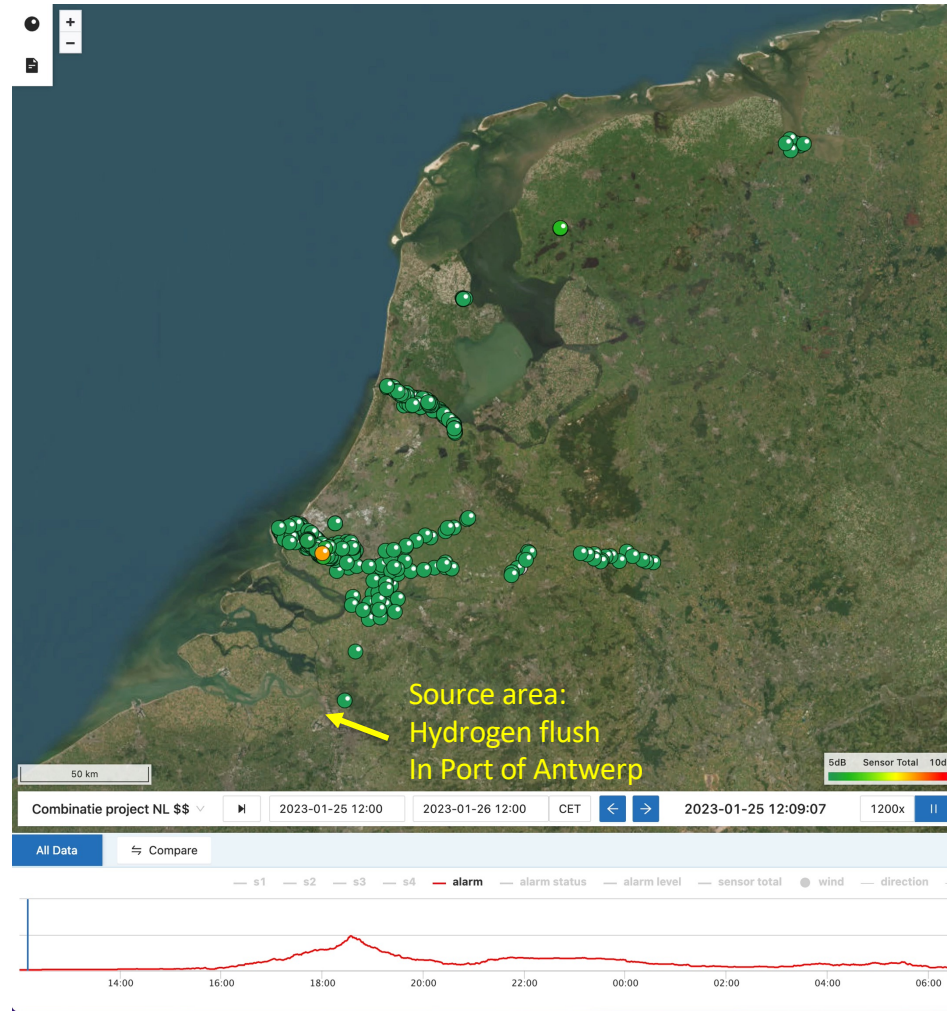 +
−
Source area:
Hydrogen flush
In Port of Antwerp
50 km
5dB Sensor Total 10d
Combinatie project NL $$
2023-01-25 12:00
2023-01-26 12:00
CET
2023-01-25 12:09:07
1200x
All Data
Compare
s1 s2 s3 s4 alarm alarm status alarm level sensor total wind direction
14:00 16:00 18:00 20:00 22:00 00:00 02:00 04:00 06:00